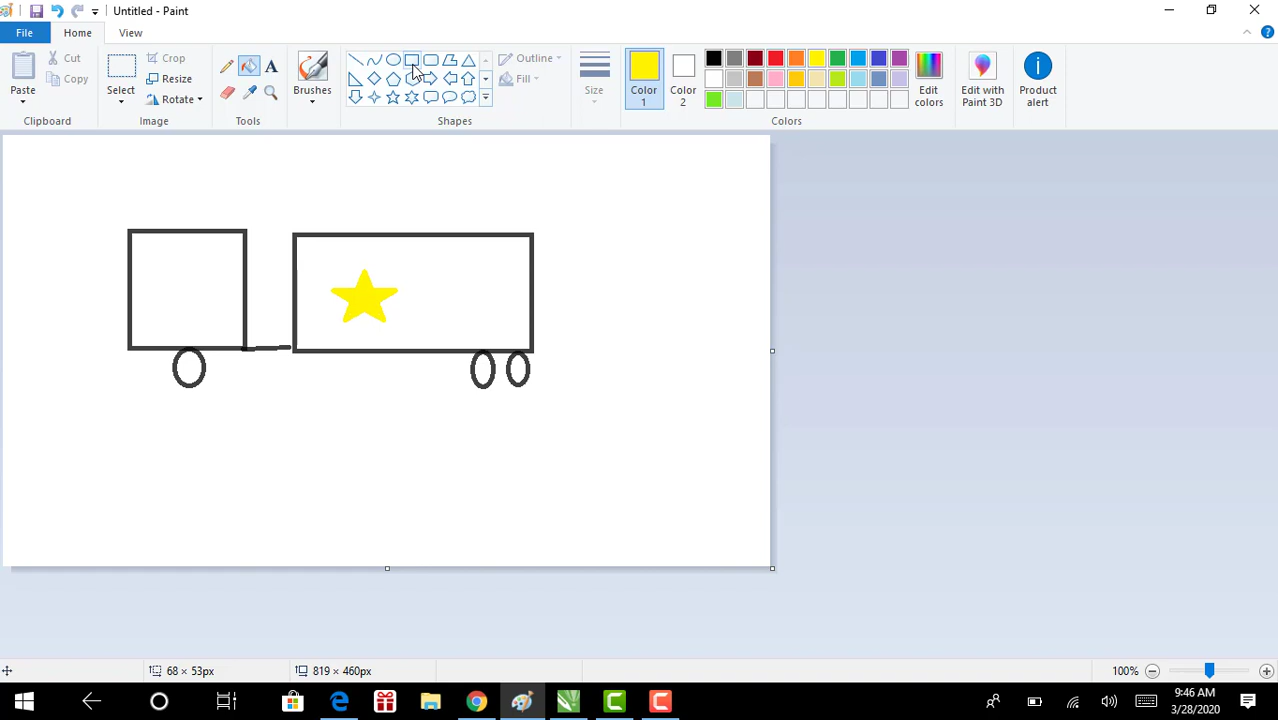 Untitled - Paint
File
Home
View
Paste
Cut
Copy
Clipboard
Select
Crop
Resize
Rotate
Image
A
Tools
Brushes
Shapes
Outline
Fill
Size
Color 1
Color 2
Edit colors
Colors
Edit with Paint 3D
Product alert
68 × 53px
819 × 460px
100%
9:46 AM
3/28/2020